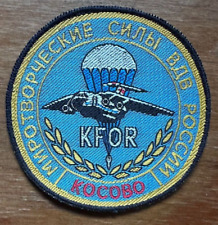 МИРОТВОРЧЕСКИЕ СИЛЫ ВДВ РОССИИ
KFOR
КОСОВО